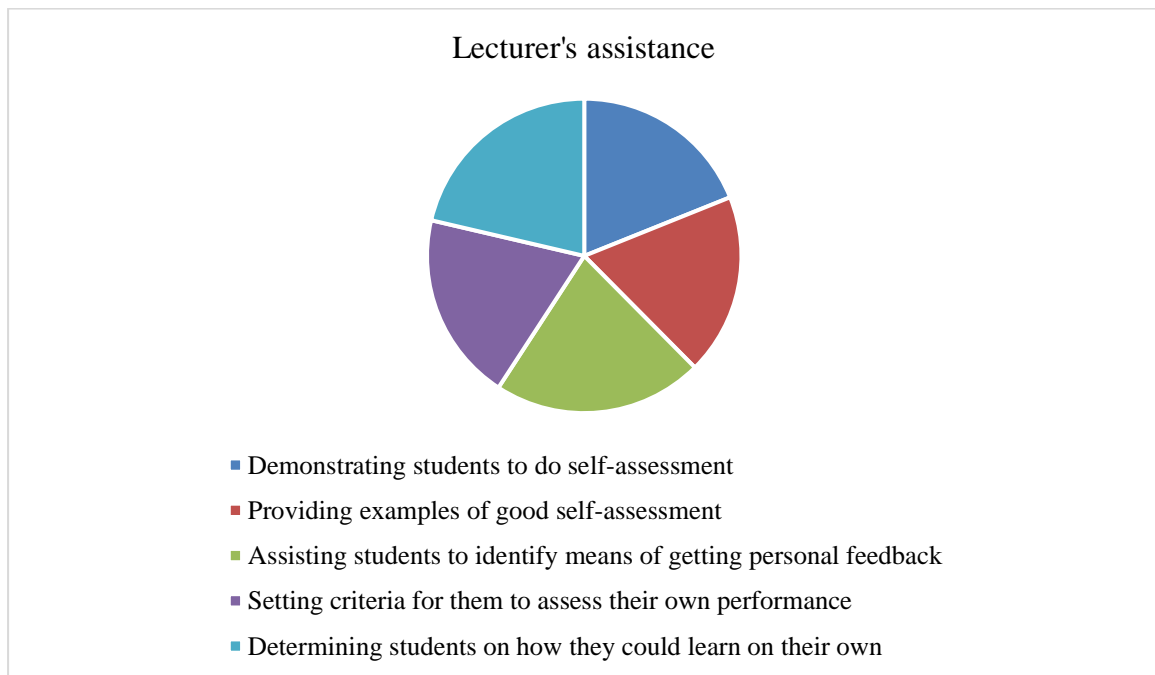 Lecturer's assistance
Demonstrating students to do self-assessment
Providing examples of good self-assessment
Assisting students to identify means of getting personal feedback
Setting criteria for them to assess their own performance
Determining students on how they could learn on their own